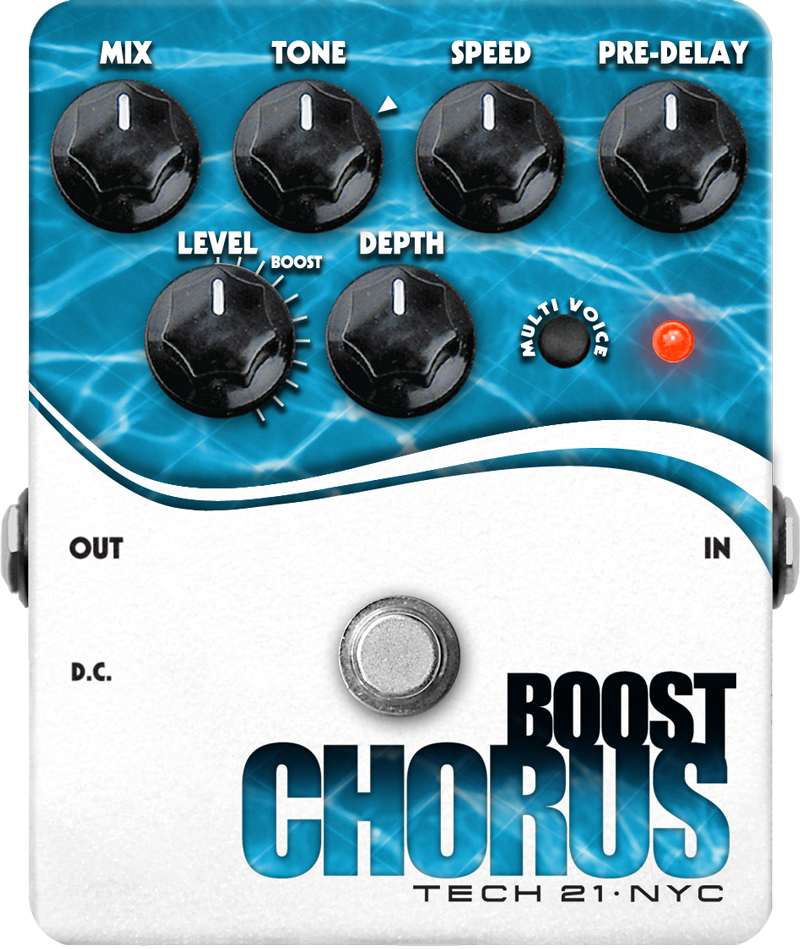 MIX TONE SPEED PRE-DELAY
LEVEL BOOST DEPTH
MULTI VOICE
OUT IN
D.C.
BOOST
CHORUS
TECH 21·NYC